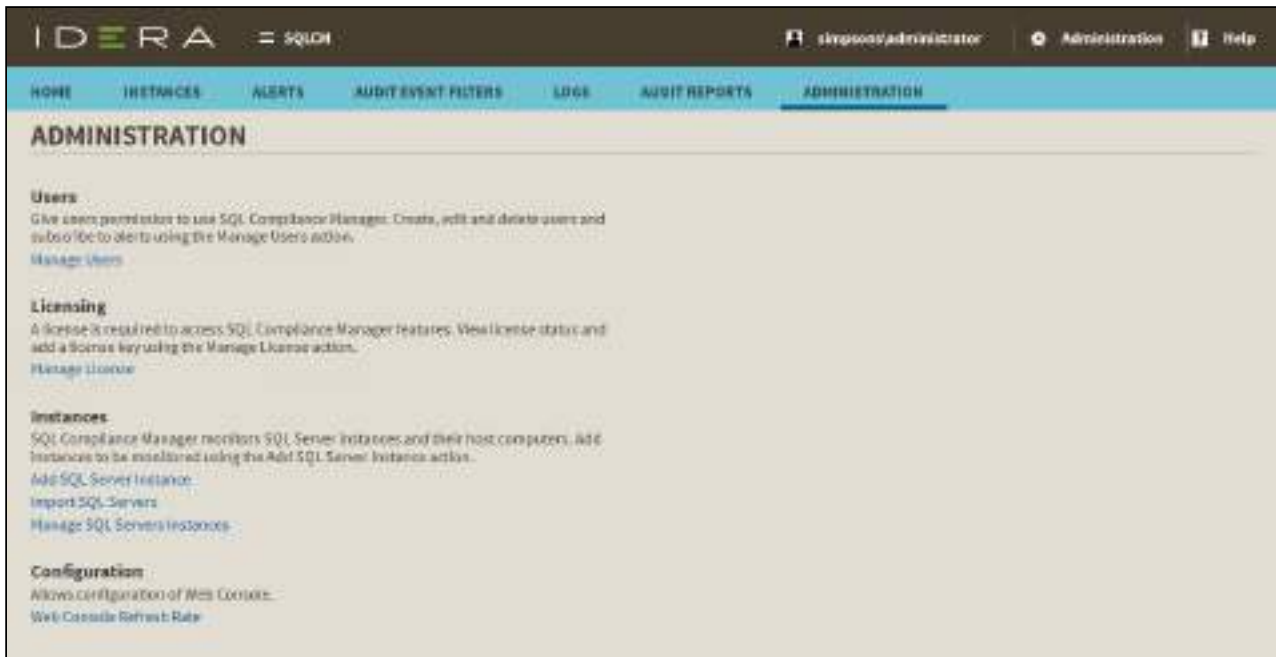 IDERA SQLCM simpsons\administrator Administration ? Help
HOME INSTANCES ALERTS AUDIT EVENT FILTERS LOGS AUDIT REPORTS ADMINISTRATION
ADMINISTRATION
Users
Give users permission to use SQL Compliance Manager. Create, edit and delete users and
subscribe to alerts using the Manage Users action.
Manage Users
Licensing
A license is required to access SQL Compliance Manager features. View license status and
add a license key using the Manage License action.
Manage License
Instances
SQL Compliance Manager monitors SQL Server instances and their host computers. Add
instances to be monitored using the Add SQL Server Instance action.
Add SQL Server Instance
Import SQL Servers
Manage SQL Servers Instances
Configuration
Allows configuration of Web Console.
Web Console Refresh Rate